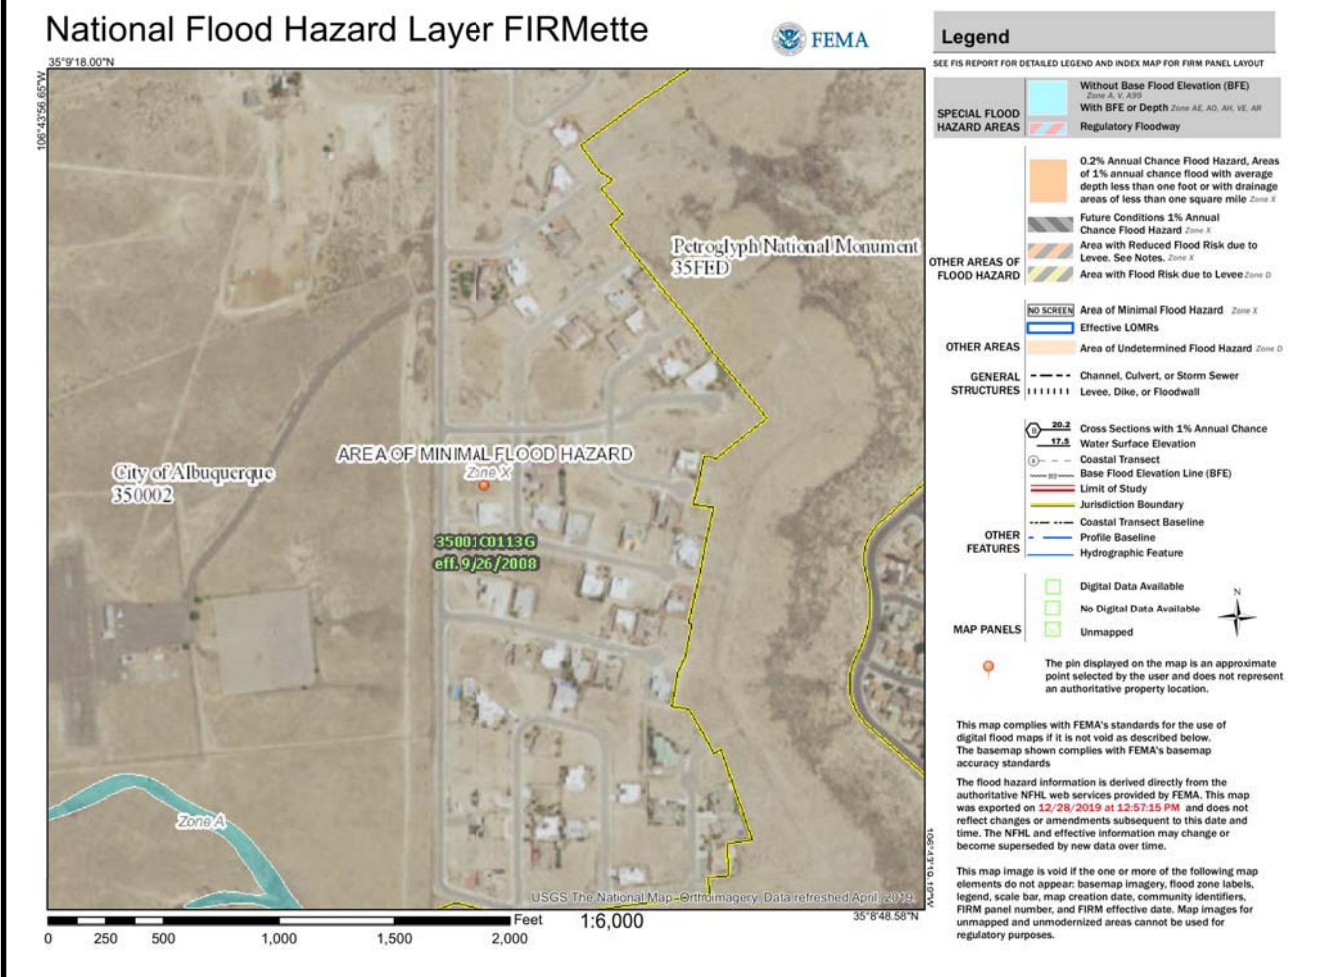 National Flood Hazard Layer FIRMette
FEMA
35°9'18.00"N
106°43'56.65"W
Petroglyph National Monument
35FED
AREA OF MINIMAL FLOOD HAZARD
Zone X
City of Albuquerque
350002
35001C0113G
eff. 9/26/2008
Zone A
USGS The National Map: Orthoimagery. Data refreshed April, 2019.
106°43'19.19"W
35°8'48.58"N
Feet
1:6,000
0
250
500
1,000
1,500
2,000
Legend
SEE FIS REPORT FOR DETAILED LEGEND AND INDEX MAP FOR FIRM PANEL LAYOUT
SPECIAL FLOOD
HAZARD AREAS
Without Base Flood Elevation (BFE)
Zone A, V, A99
With BFE or Depth Zone AE, AO, AH, VE, AR
Regulatory Floodway
0.2% Annual Chance Flood Hazard, Areas
of 1% annual chance flood with average
depth less than one foot or with drainage
areas of less than one square mile Zone X
Future Conditions 1% Annual
Chance Flood Hazard Zone X
Area with Reduced Flood Risk due to
Levee. See Notes. Zone X
Area with Flood Risk due to Levee Zone D
OTHER AREAS OF
FLOOD HAZARD
NO SCREEN Area of Minimal Flood Hazard Zone X
Effective LOMRs
OTHER AREAS
Area of Undetermined Flood Hazard Zone D
GENERAL
STRUCTURES
Channel, Culvert, or Storm Sewer
Levee, Dike, or Floodwall
B 20.2 Cross Sections with 1% Annual Chance
17.5 Water Surface Elevation
Coastal Transect
Base Flood Elevation Line (BFE)
Limit of Study
Jurisdiction Boundary
Coastal Transect Baseline
OTHER
FEATURES
Profile Baseline
Hydrographic Feature
Digital Data Available
No Digital Data Available
MAP PANELS
Unmapped
N
The pin displayed on the map is an approximate
point selected by the user and does not represent
an authoritative property location.
This map complies with FEMA's standards for the use of
digital flood maps if it is not void as described below.
The basemap shown complies with FEMA's basemap
accuracy standards
The flood hazard information is derived directly from the
authoritative NFHL web services provided by FEMA. This map
was exported on 12/28/2019 at 12:57:15 PM and does not
reflect changes or amendments subsequent to this date and
time. The NFHL and effective information may change or
become superseded by new data over time.
This map image is void if the one or more of the following map
elements do not appear: basemap imagery, flood zone labels,
legend, scale bar, map creation date, community identifiers,
FIRM panel number, and FIRM effective date. Map images for
unmapped and unmodernized areas cannot be used for
regulatory purposes.